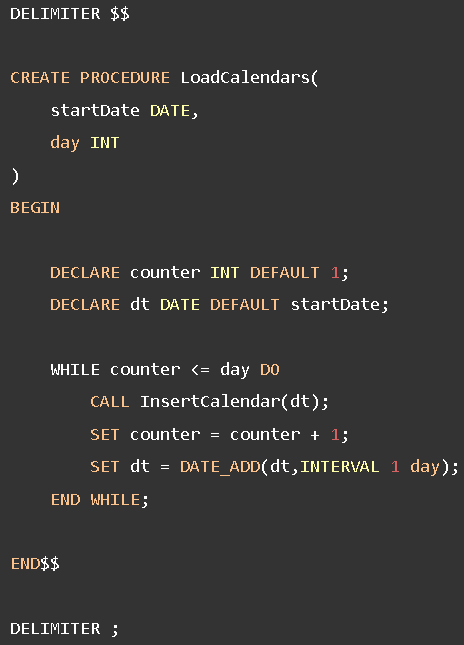 DELIMITER $$
CREATE PROCEDURE LoadCalendars(
startDate DATE,
day INT
)
BEGIN
DECLARE counter INT DEFAULT 1;
DECLARE dt DATE DEFAULT startDate;
WHILE counter <= day DO
CALL InsertCalendar(dt);
SET counter = counter + 1;
SET dt = DATE_ADD(dt,INTERVAL 1 day);
END WHILE;
END$$
DELIMITER ;